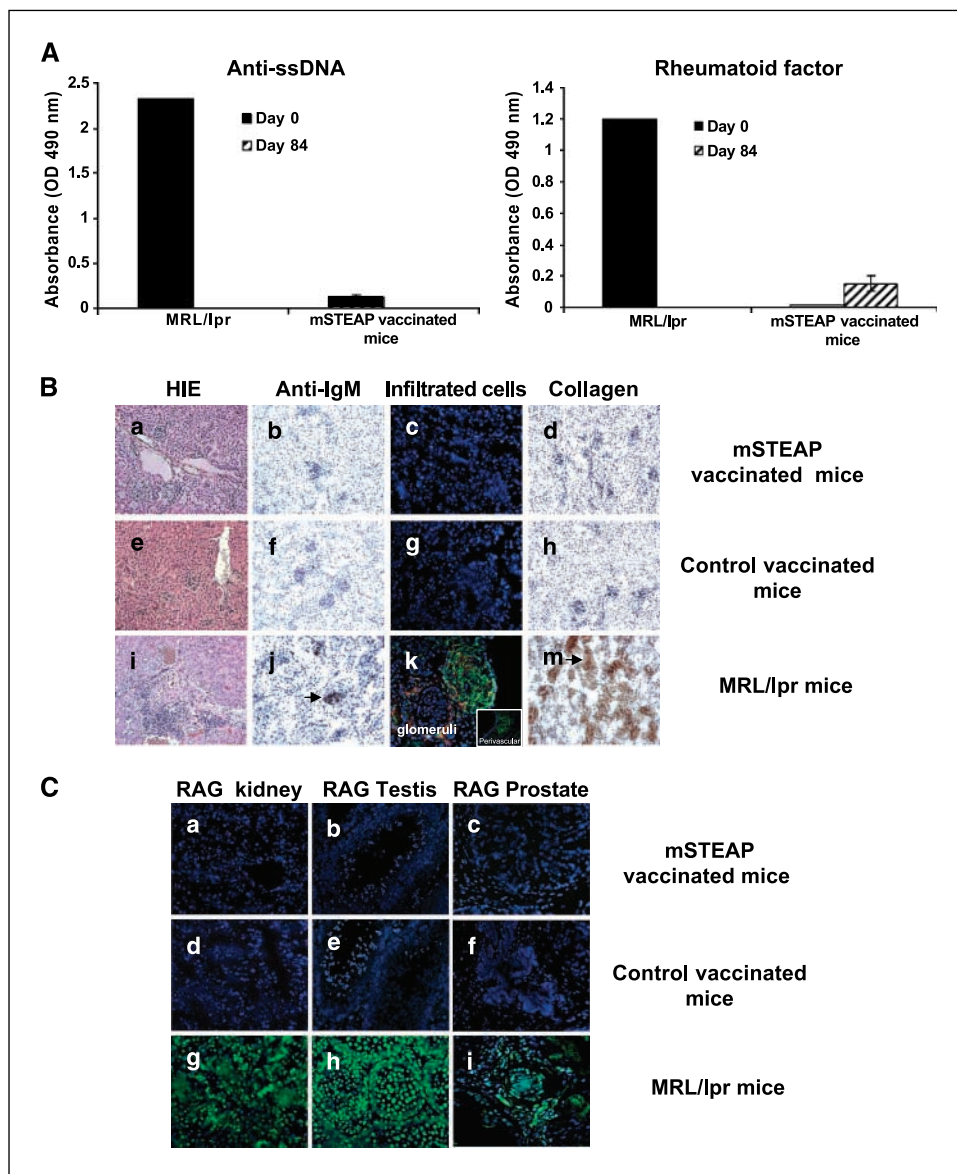 A
Anti-ssDNA
Absorbance (OD 490 nm)
2.5
2
1.5
1
0.5
0
Day 0
Day 84
MRL/lpr
mSTEAP vaccinated
mice
Rheumatoid factor
Absorbance (OD 490 nm)
1.4
1.2
1
0.8
0.6
0.4
0.2
0
Day 0
Day 84
MRL/lpr
mSTEAP vaccinated
mice
B
HIE Anti-IgM Infiltrated cells Collagen
a b c d
mSTEAP
vaccinated mice
e f g h
Control vaccinated
mice
i j k m
glomeruli
Perivascular
MRL/lpr mice
C
RAG kidney RAG Testis RAG Prostate
a b c
mSTEAP
vaccinated mice
d e f
Control vaccinated
mice
g h i
MRL/lpr mice